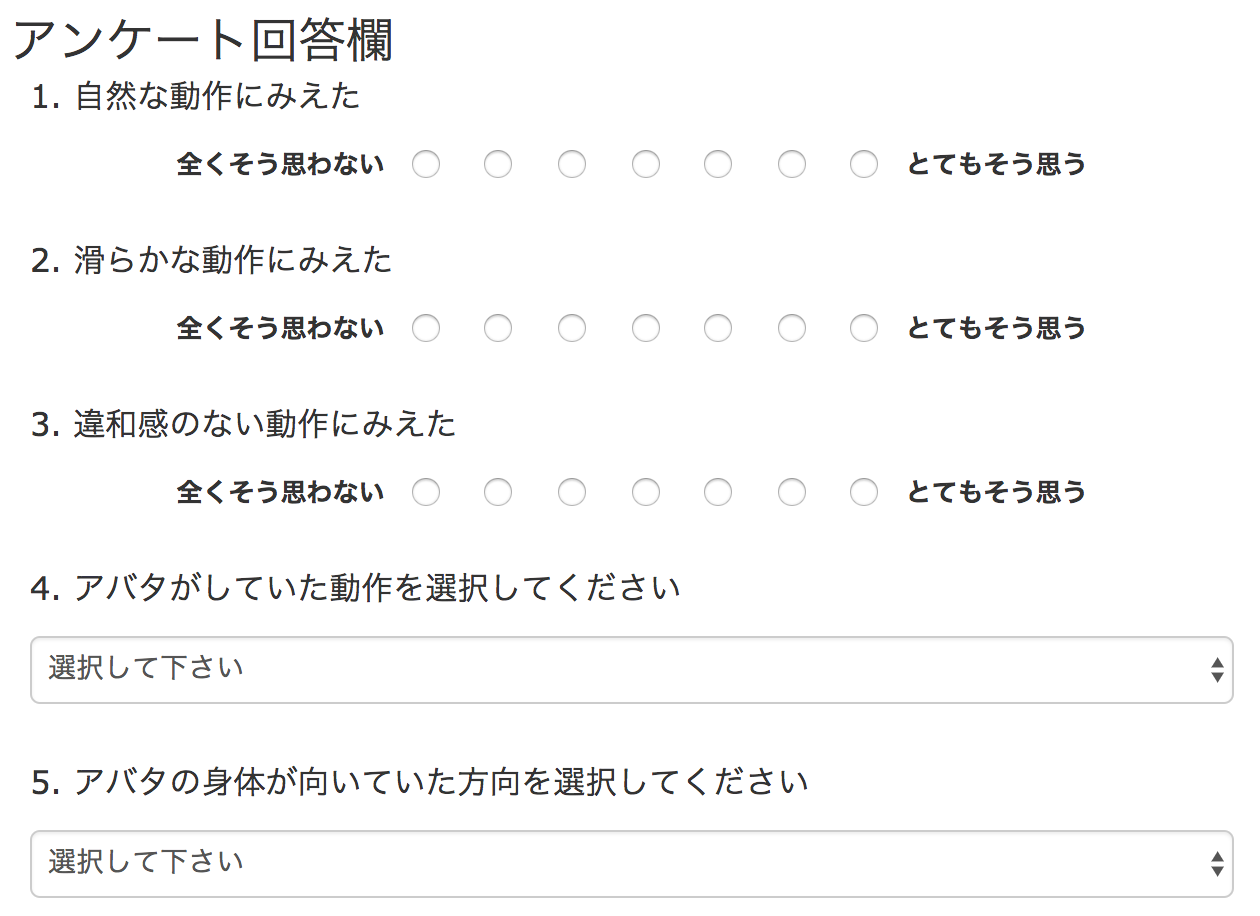 アンケート回答欄
1. 自然な動作にみえた
全くそう思わない とてもそう思う
2. 滑らかな動作にみえた
全くそう思わない とてもそう思う
3. 違和感のない動作にみえた
全くそう思わない とてもそう思う
4. アバタがしていた動作を選択してください
選択して下さい
5. アバタの身体が向いていた方向を選択してください
選択して下さい